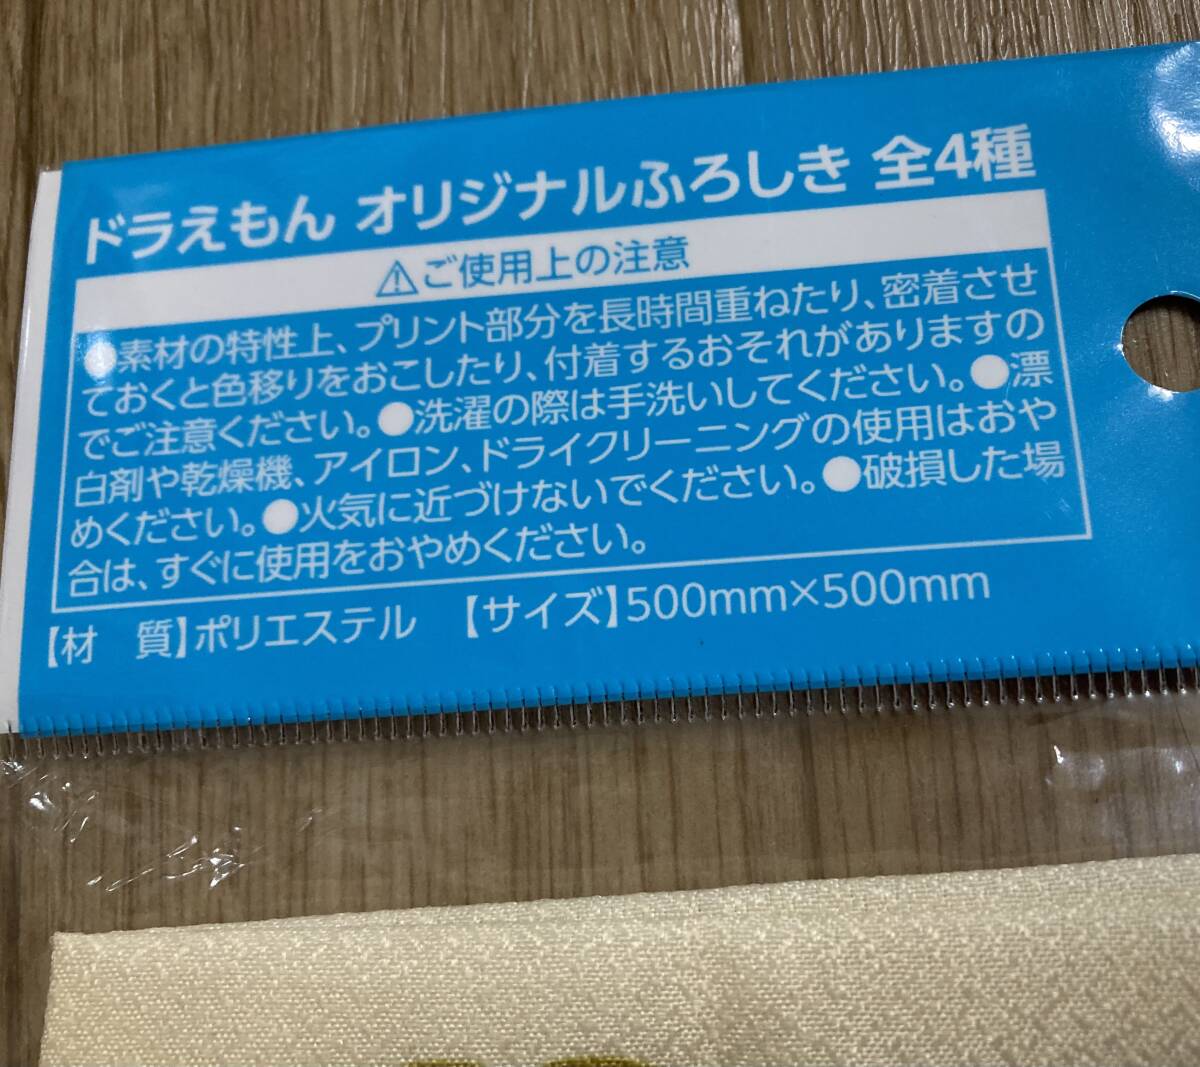 ドラえもん オリジナルふろしき 全4種
⚠ご使用上の注意
●素材の特性上、プリント部分を長時間重ねたり、密着させ
ておくと色移りをおこしたり、付着するおそれがありますの
でご注意ください。●洗濯の際は手洗いしてください。●漂
白剤や乾燥機、アイロン、ドライクリーニングの使用はおや
めください。●火気に近づけないでください。●破損した場
合は、すぐに使用をおやめください。
【材　質】ポリエステル 【サイズ】500mm×500mm